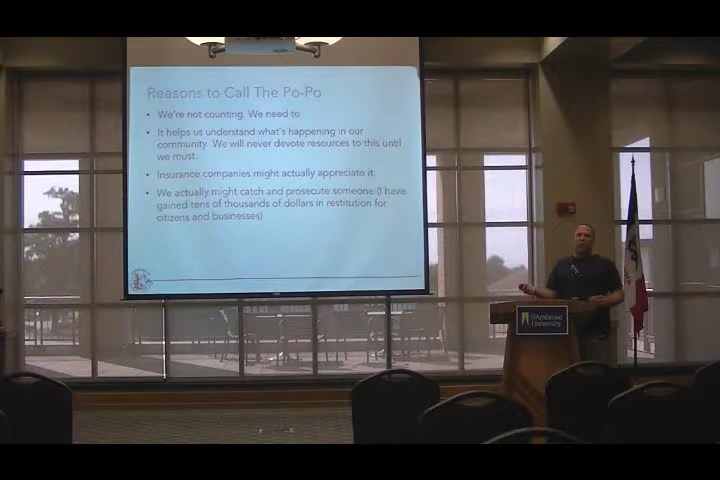 Reasons to Call The Po-Po
• We're not counting. We need to
• It helps us understand what's happening in our
community. We will never devote resources to this until
we must.
• Insurance companies might actually appreciate it
• We actually might catch and prosecute someone (I have
gained tens of thousands of dollars in restitution for
citizens and businesses)
St Ambrose
University